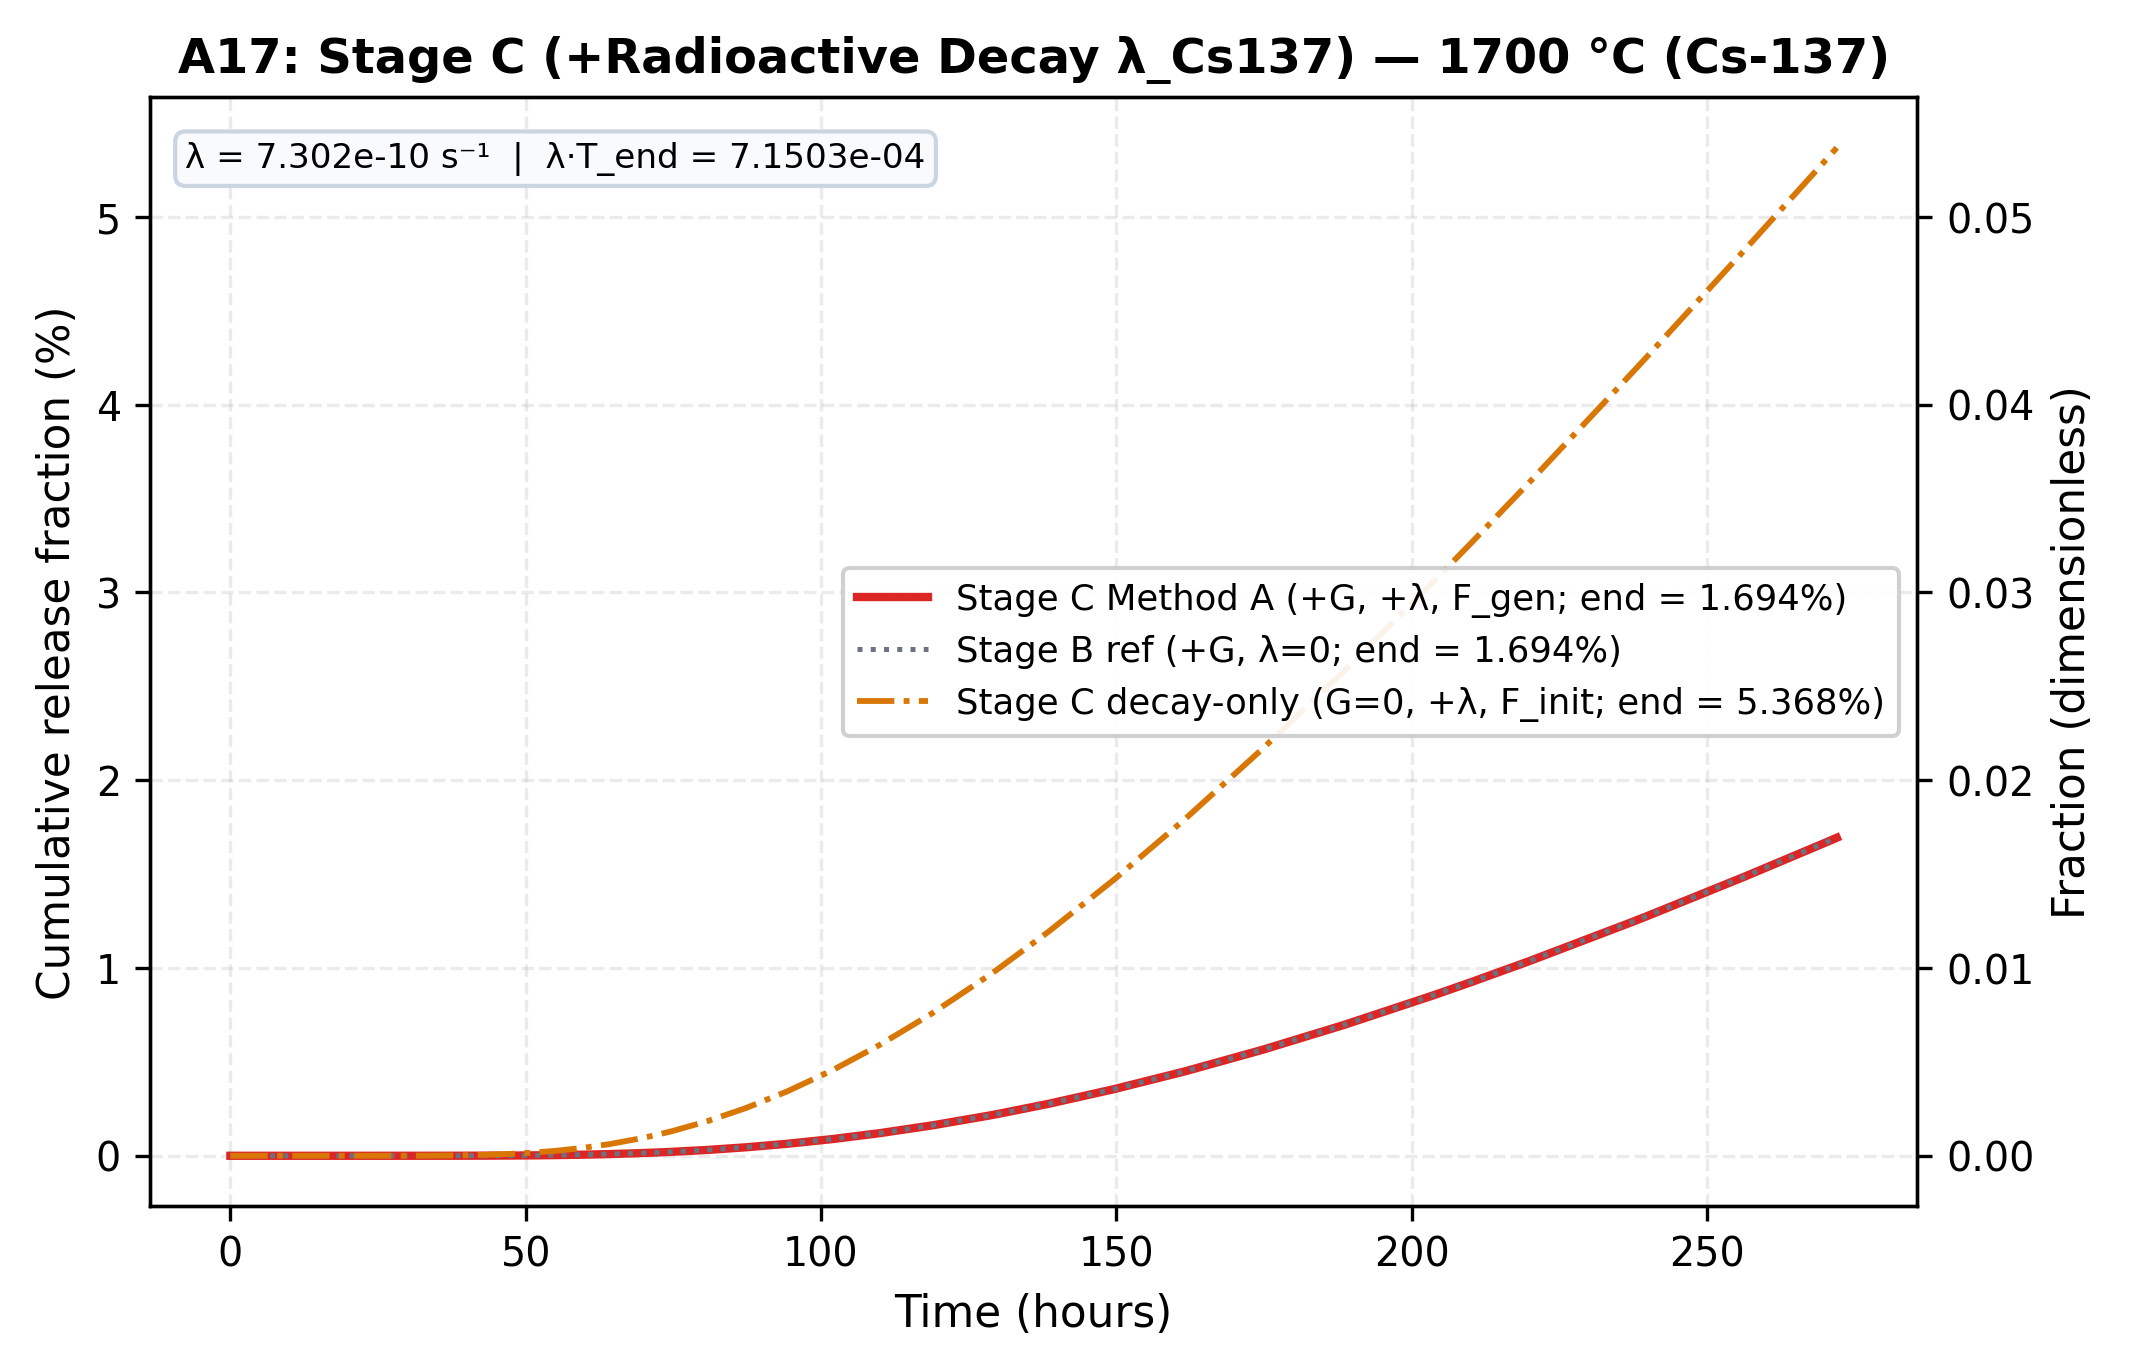 A17: Stage C (+Radioactive Decay λ_Cs137) — 1700 °C (Cs-137)
λ = 7.302e-10 s⁻¹ | λ·T_end = 7.1503e-04
Cumulative release fraction (%)
5
4
3
2
1
0
Stage C Method A (+G, +λ, F_gen; end = 1.694%)
Stage B ref (+G, λ=0; end = 1.694%)
Stage C decay-only (G=0, +λ, F_init; end = 5.368%)
0.05
0.04
0.03
0.02
0.01
0.00
Fraction (dimensionless)
0 50 100 150 200 250
Time (hours)